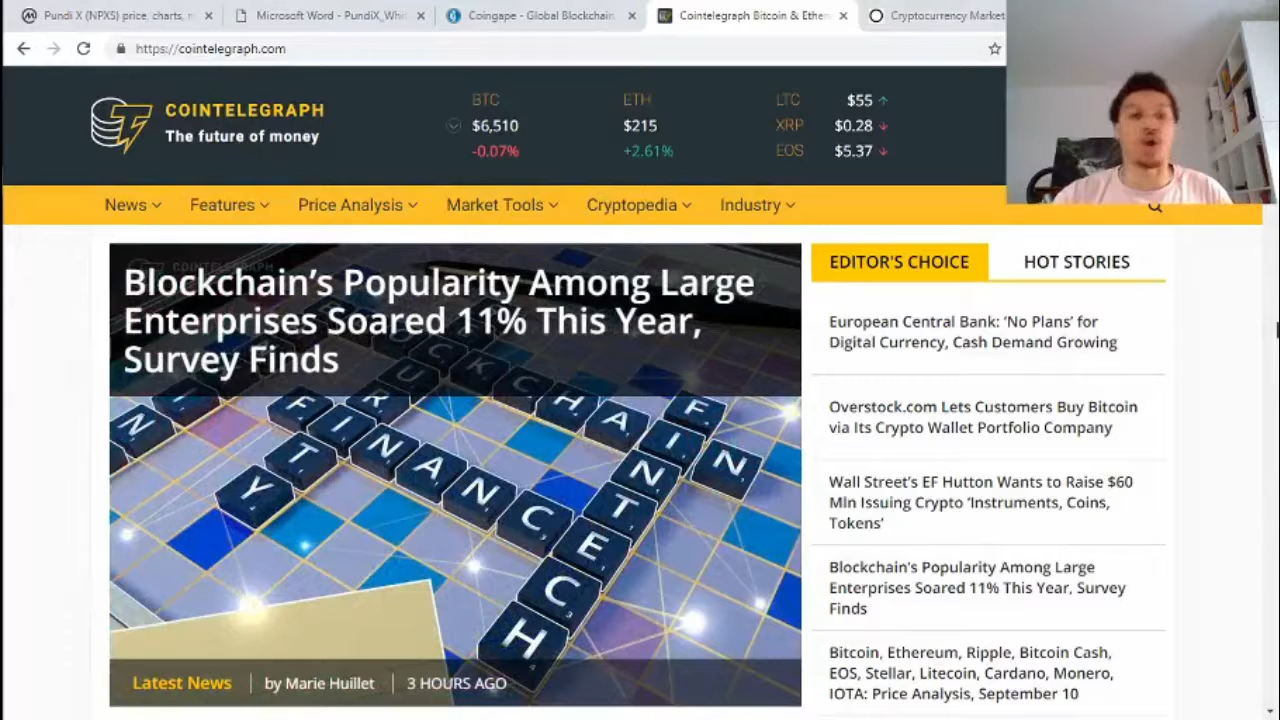 Pundi X (NPXS) price, charts, m
Microsoft Word - PundiX_Whi
Coingape - Global Blockchain
Cointelegraph Bitcoin & Ether
Cryptocurrency Market
https://cointelegraph.com
COINTELEGRAPH
The future of money
BTC
$6,510
-0.07%
ETH
$215
+2.61%
LTC $55
XRP $0.28
EOS $5.37
News
Features
Price Analysis
Market Tools
Cryptopedia
Industry
Blockchain's Popularity Among Large
Enterprises Soared 11% This Year,
Survey Finds
FINANCE
FINTECH
Latest News
by Marie Huillet
3 HOURS AGO
EDITOR'S CHOICE
HOT STORIES
European Central Bank: ‘No Plans’ for
Digital Currency, Cash Demand Growing
Overstock.com Lets Customers Buy Bitcoin
via Its Crypto Wallet Portfolio Company
Wall Street's EF Hutton Wants to Raise $60
Mln Issuing Crypto ‘Instruments, Coins,
Tokens’
Blockchain's Popularity Among Large
Enterprises Soared 11% This Year, Survey
Finds
Bitcoin, Ethereum, Ripple, Bitcoin Cash,
EOS, Stellar, Litecoin, Cardano, Monero,
IOTA: Price Analysis, September 10